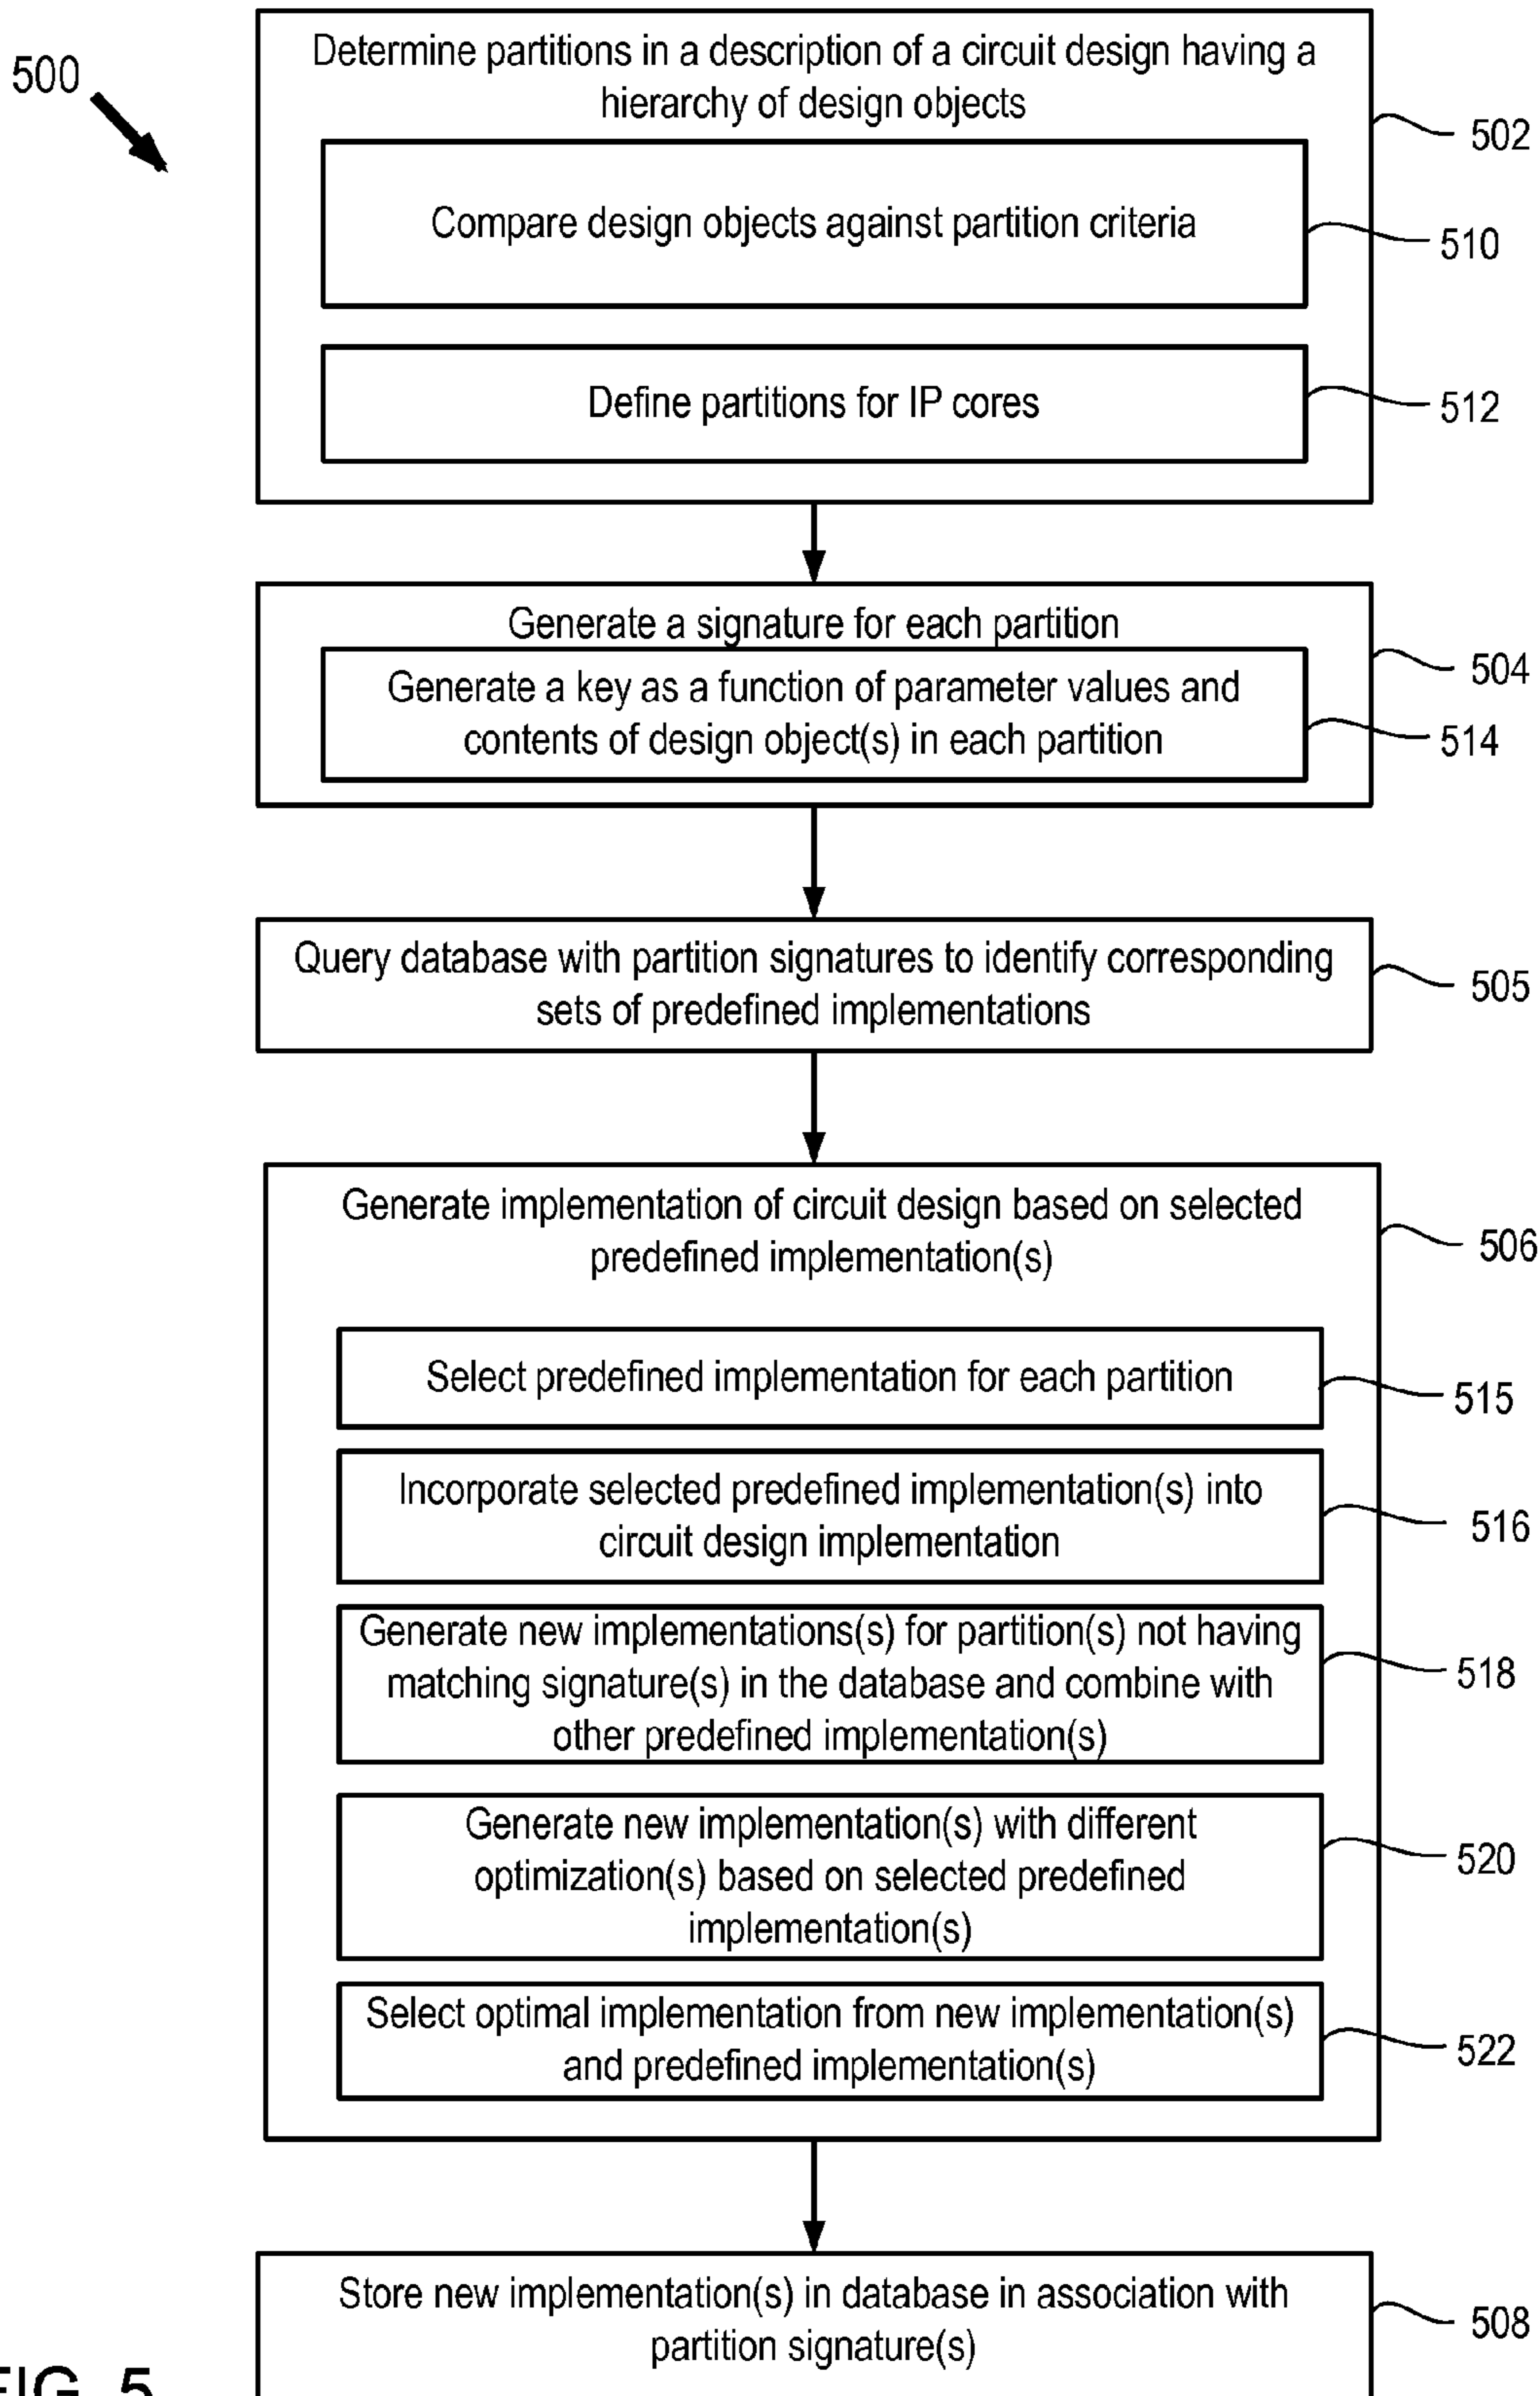 500
Determine partitions in a description of a circuit design having a
hierarchy of design objects
502
Compare design objects against partition criteria
510
Define partitions for IP cores
512
Generate a signature for each partition
504
Generate a key as a function of parameter values and
contents of design object(s) in each partition
514
Query database with partition signatures to identify corresponding
sets of predefined implementations
505
Generate implementation of circuit design based on selected
predefined implementation(s)
506
Select predefined implementation for each partition
515
Incorporate selected predefined implementation(s) into
circuit design implementation
516
Generate new implementations(s) for partition(s) not having
matching signature(s) in the database and combine with
other predefined implementation(s)
518
Generate new implementation(s) with different
optimization(s) based on selected predefined
implementation(s)
520
Select optimal implementation from new implementation(s)
and predefined implementation(s)
522
Store new implementation(s) in database in association with
partition signature(s)
508
FIG. 5